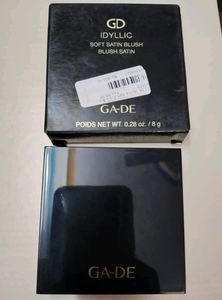 GD
IDYLLIC
SOFT SATIN BLUSH
BLUSH SATIN
GA-DE
POIDS NET WT. 0.28 oz. / 8 g
GA-DE